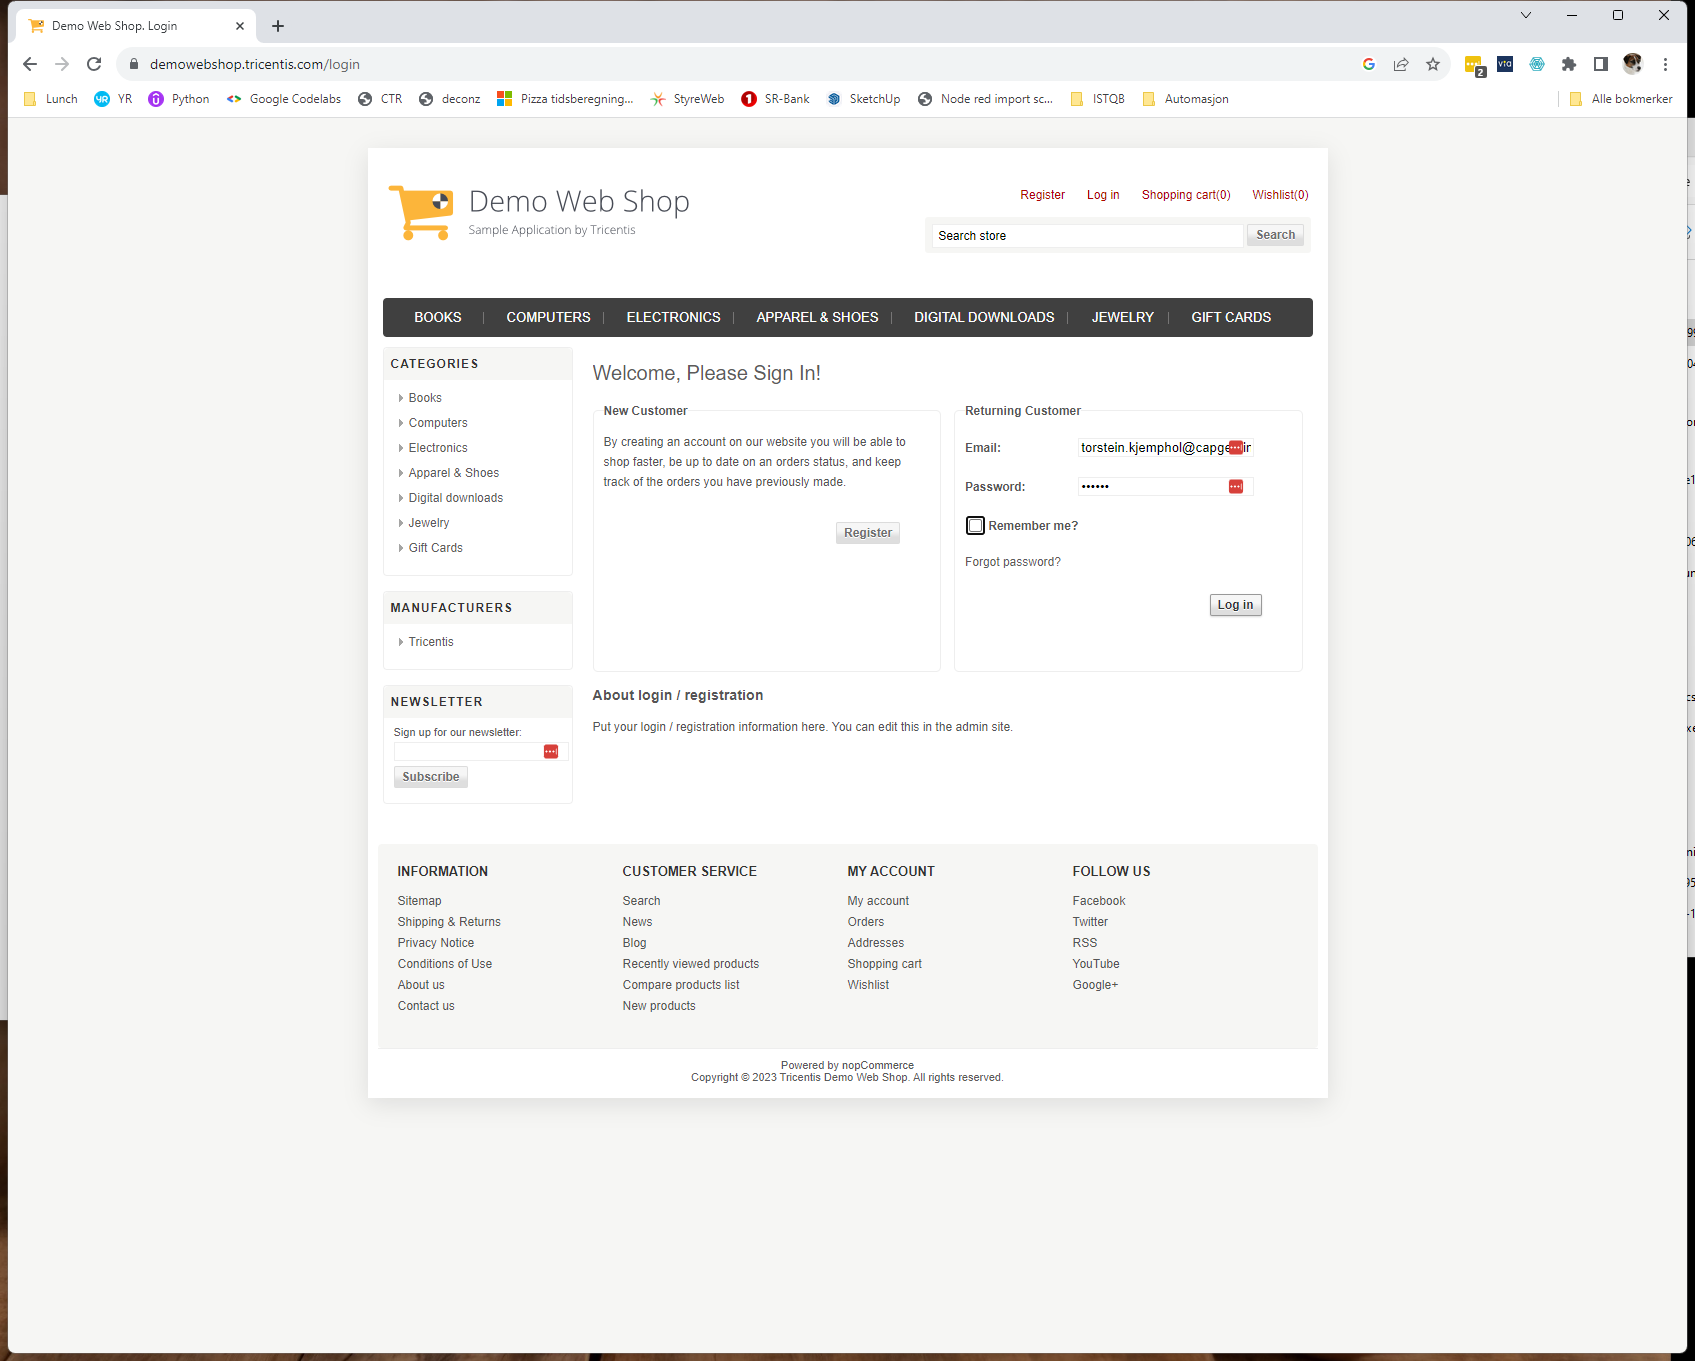 Demo Web Shop. Login
demowebshop.tricentis.com/login
2
vta
Lunch
YR
Python
Google Codelabs
CTR
deconz
Pizza tidsberegning...
StyreWeb
SR-Bank
SketchUp
Node red import sc...
ISTQB
Automasjon
Alle bokmerker
Demo Web Shop
Sample Application by Tricentis
Register
Log in
Shopping cart(0)
Wishlist(0)
Search store
Search
BOOKS
COMPUTERS
ELECTRONICS
APPAREL & SHOES
DIGITAL DOWNLOADS
JEWELRY
GIFT CARDS
CATEGORIES
Books
Computers
Electronics
Apparel & Shoes
Digital downloads
Jewelry
Gift Cards
MANUFACTURERS
Tricentis
NEWSLETTER
Sign up for our newsletter:
Subscribe
Welcome, Please Sign In!
New Customer
By creating an account on our website you will be able to
shop faster, be up to date on an orders status, and keep
track of the orders you have previously made.
Register
Returning Customer
Email:
torstein.kjemphol@capge
Password:
••••••
Remember me?
Forgot password?
Log in
About login / registration
Put your login / registration information here. You can edit this in the admin site.
INFORMATION
Sitemap
Shipping & Returns
Privacy Notice
Conditions of Use
About us
Contact us
CUSTOMER SERVICE
Search
News
Blog
Recently viewed products
Compare products list
New products
MY ACCOUNT
My account
Orders
Addresses
Shopping cart
Wishlist
FOLLOW US
Facebook
Twitter
RSS
YouTube
Google+
Powered by nopCommerce
Copyright © 2023 Tricentis Demo Web Shop. All rights reserved.